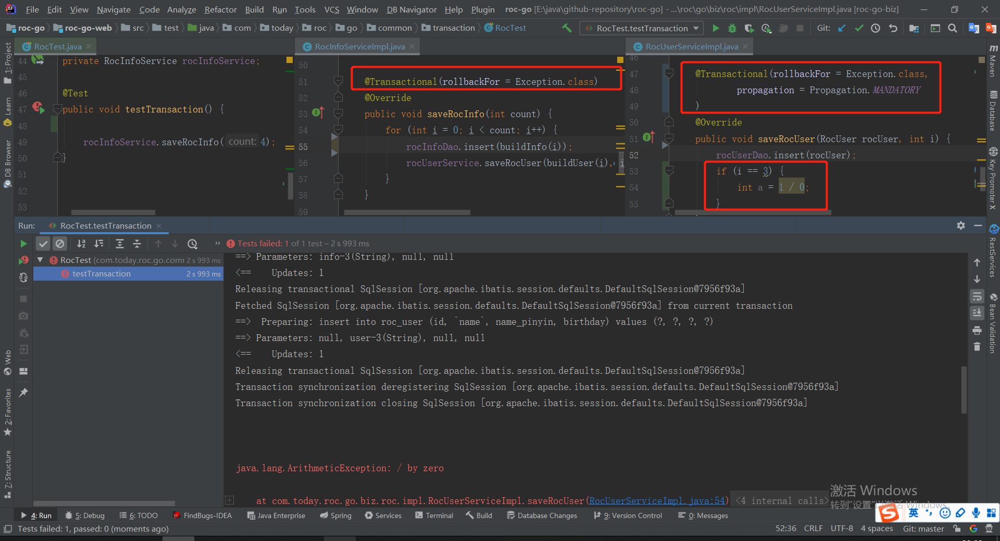 File Edit View Navigate Code Analyze Refactor Build Run Tools VCS Window DB Navigator Help Plugin roc-go [E:\java\github-repository\roc-go] - ...\roc\go\biz\roc\impl\RocUserServiceImpl.java [roc-go-biz]
roc-go roc-go-web src test java com today roc go common transaction RocTest RocTest.testTransaction Git:
RocTest.java
44 private RocInfoService rocInfoService;
45
46 @Test
47 public void testTransaction() {
48
49 rocInfoService.saveRocInfo( count: 4);
50 }
51
52
53
RocInfoServiceImpl.java
50
51 @Transactional(rollbackFor = Exception.class)
52 @Override
53 public void saveRocInfo(int count) {
54 for (int i = 0; i < count; i++) {
55 rocInfoDao.insert(buildInfo(i));
56 rocUserService.saveRocUser(buildUser(i), i
57 }
58 }
59
RocUserServiceImpl.java
46
47 @Transactional(rollbackFor = Exception.class,
48 propagation = Propagation.MANDATORY
49 )
50 @Override
51 public void saveRocUser(RocUser rocUser, int i) {
52 rocUserDao.insert(rocUser);
53 if (i == 3) {
54 int a = 1 / 0;
55 }
1: Project
Learn
DB Browser
Web
2: Favorites
7: Structure
Maven
Database
Key Promoter X
RestServices
Bean Validation
Run: RocTest.testTransaction
» Tests failed: 1 of 1 test – 2 s 993 ms
RocTest (com.today.roc.go.comr 2 s 993 ms
testTransaction 2 s 993 ms
==> Parameters: info-3(String), null, null
<== Updates: 1
Releasing transactional SqlSession [org.apache.ibatis.session.defaults.DefaultSqlSession@7956f93a]
Fetched SqlSession [org.apache.ibatis.session.defaults.DefaultSqlSession@7956f93a] from current transaction
==> Preparing: insert into roc_user (id, `name`, name_pinyin, birthday) values (?, ?, ?, ?)
==> Parameters: null, user-3(String), null, null
<== Updates: 1
Releasing transactional SqlSession [org.apache.ibatis.session.defaults.DefaultSqlSession@7956f93a]
Transaction synchronization deregistering SqlSession [org.apache.ibatis.session.defaults.DefaultSqlSession@7956f93a]
Transaction synchronization closing SqlSession [org.apache.ibatis.session.defaults.DefaultSqlSession@7956f93a]
java.lang.ArithmeticException: / by zero
at com.today.roc.go.biz.roc.impl.RocUserServiceImpl.saveRocUser(RocUserServiceImpl.java:54) <4 internal calls>
激活 Windows
转到"设置"以激活 Windows。
英
4: Run 5: Debug 6: TODO FindBugs-IDEA Java Enterprise Spring Services Terminal Build Database Changes 9: Version Control 0: Messages
Tests failed: 1, passed: 0 (moments ago) 52:36 CRLF UTF-8 4 spaces Git: master